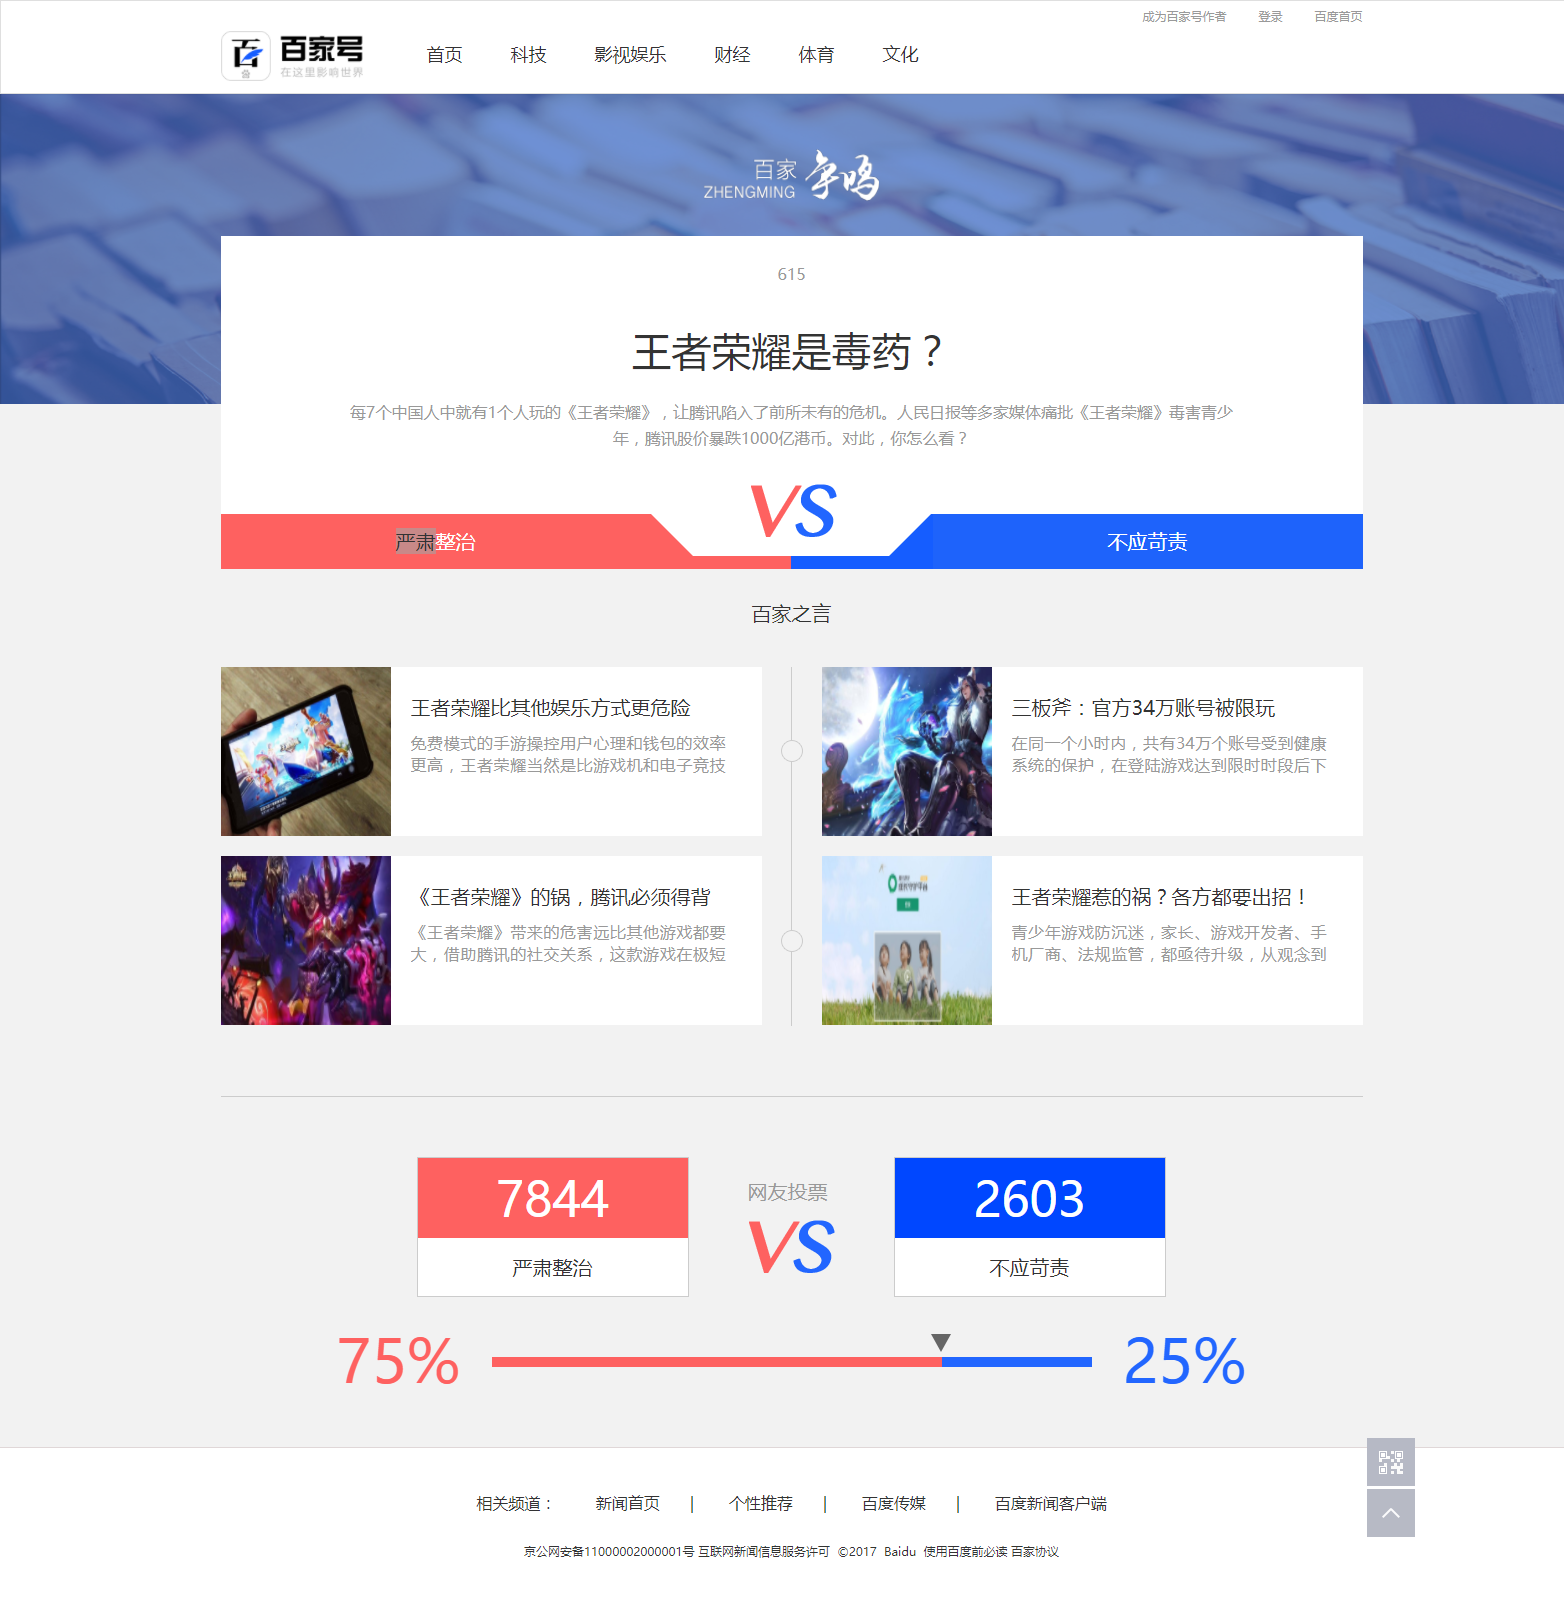 成为百家号作者 登录 百度首页
百 百家号 首页 科技 影视娱乐 财经 体育 文化
在这里影响世界
百家 争鸣
ZHENGMING
615
王者荣耀是毒药？
每7个中国人中就有1个人玩的《王者荣耀》，让腾讯陷入了前所未有的危机。人民日报等多家媒体痛批《王者荣耀》毒害青少
年，腾讯股价暴跌1000亿港币。对此，你怎么看？
VS
严肃整治 不应苛责
百家之言
王者荣耀比其他娱乐方式更危险
免费模式的手游操控用户心理和钱包的效率
更高，王者荣耀当然是比游戏机和电子竞技
三板斧：官方34万账号被限玩
在同一个小时内，共有34万个账号受到健康
系统的保护，在登陆游戏达到限时时段后下
《王者荣耀》的锅，腾讯必须得背
《王者荣耀》带来的危害远比其他游戏都要
大，借助腾讯的社交关系，这款游戏在极短
王者荣耀惹的祸？各方都要出招！
青少年游戏防沉迷，家长、游戏开发者、手
机厂商、法规监管，都亟待升级，从观念到
7844 网友投票 2603
VS
严肃整治 不应苛责
75% 25%
相关频道： 新闻首页 | 个性推荐 | 百度传媒 | 百度新闻客户端
京公网安备11000002000001号 互联网新闻信息服务许可 ©2017 Baidu 使用百度前必读 百家协议